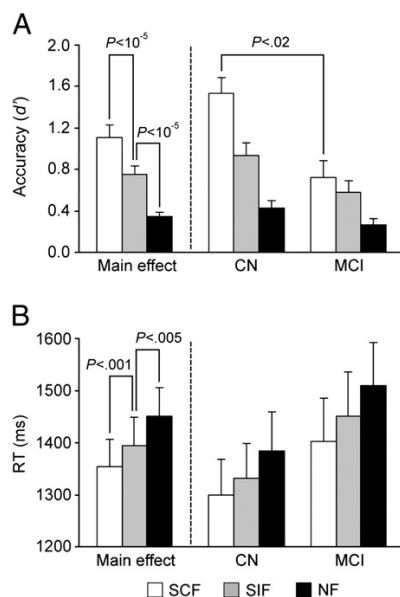 A
P<10-5
P<10-5
P<.02
Accuracy (d')
2.0
1.6
1.2
0.8
0.4
0.0
Main effect
CN
MCI
B
P<.001
P<.005
RT (ms)
1600
1500
1400
1300
1200
Main effect
CN
MCI
SCF
SIF
NF